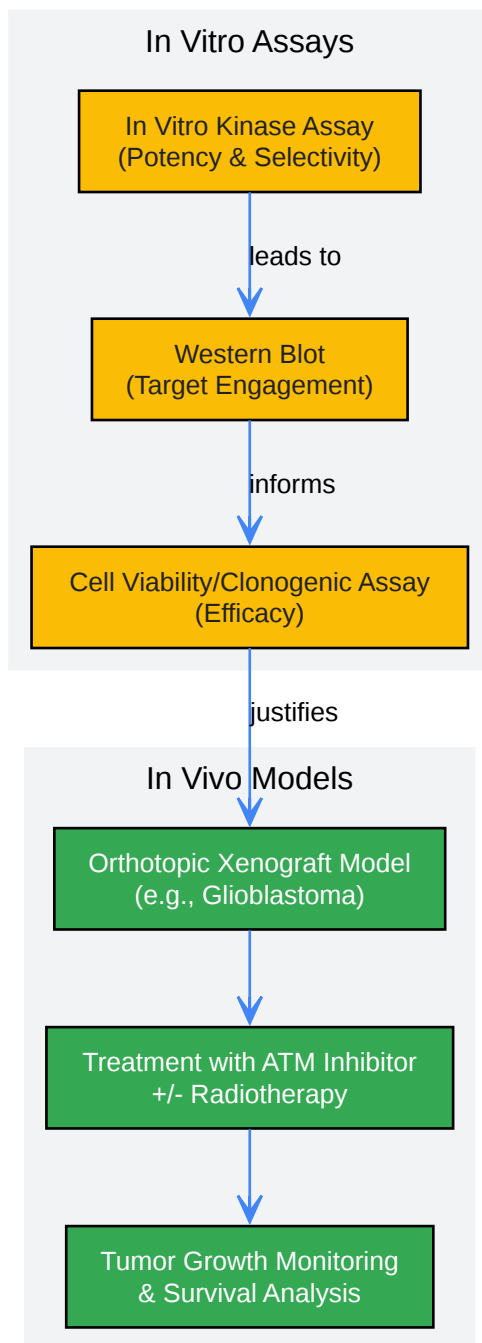 In Vitro Assays
In Vitro Kinase Assay
(Potency & Selectivity)
leads to
Western Blot
(Target Engagement)
informs
Cell Viability/Clonogenic Assay
(Efficacy)
justifies
In Vivo Models
Orthotopic Xenograft Model
(e.g., Glioblastoma)
Treatment with ATM Inhibitor
+/- Radiotherapy
Tumor Growth Monitoring
& Survival Analysis